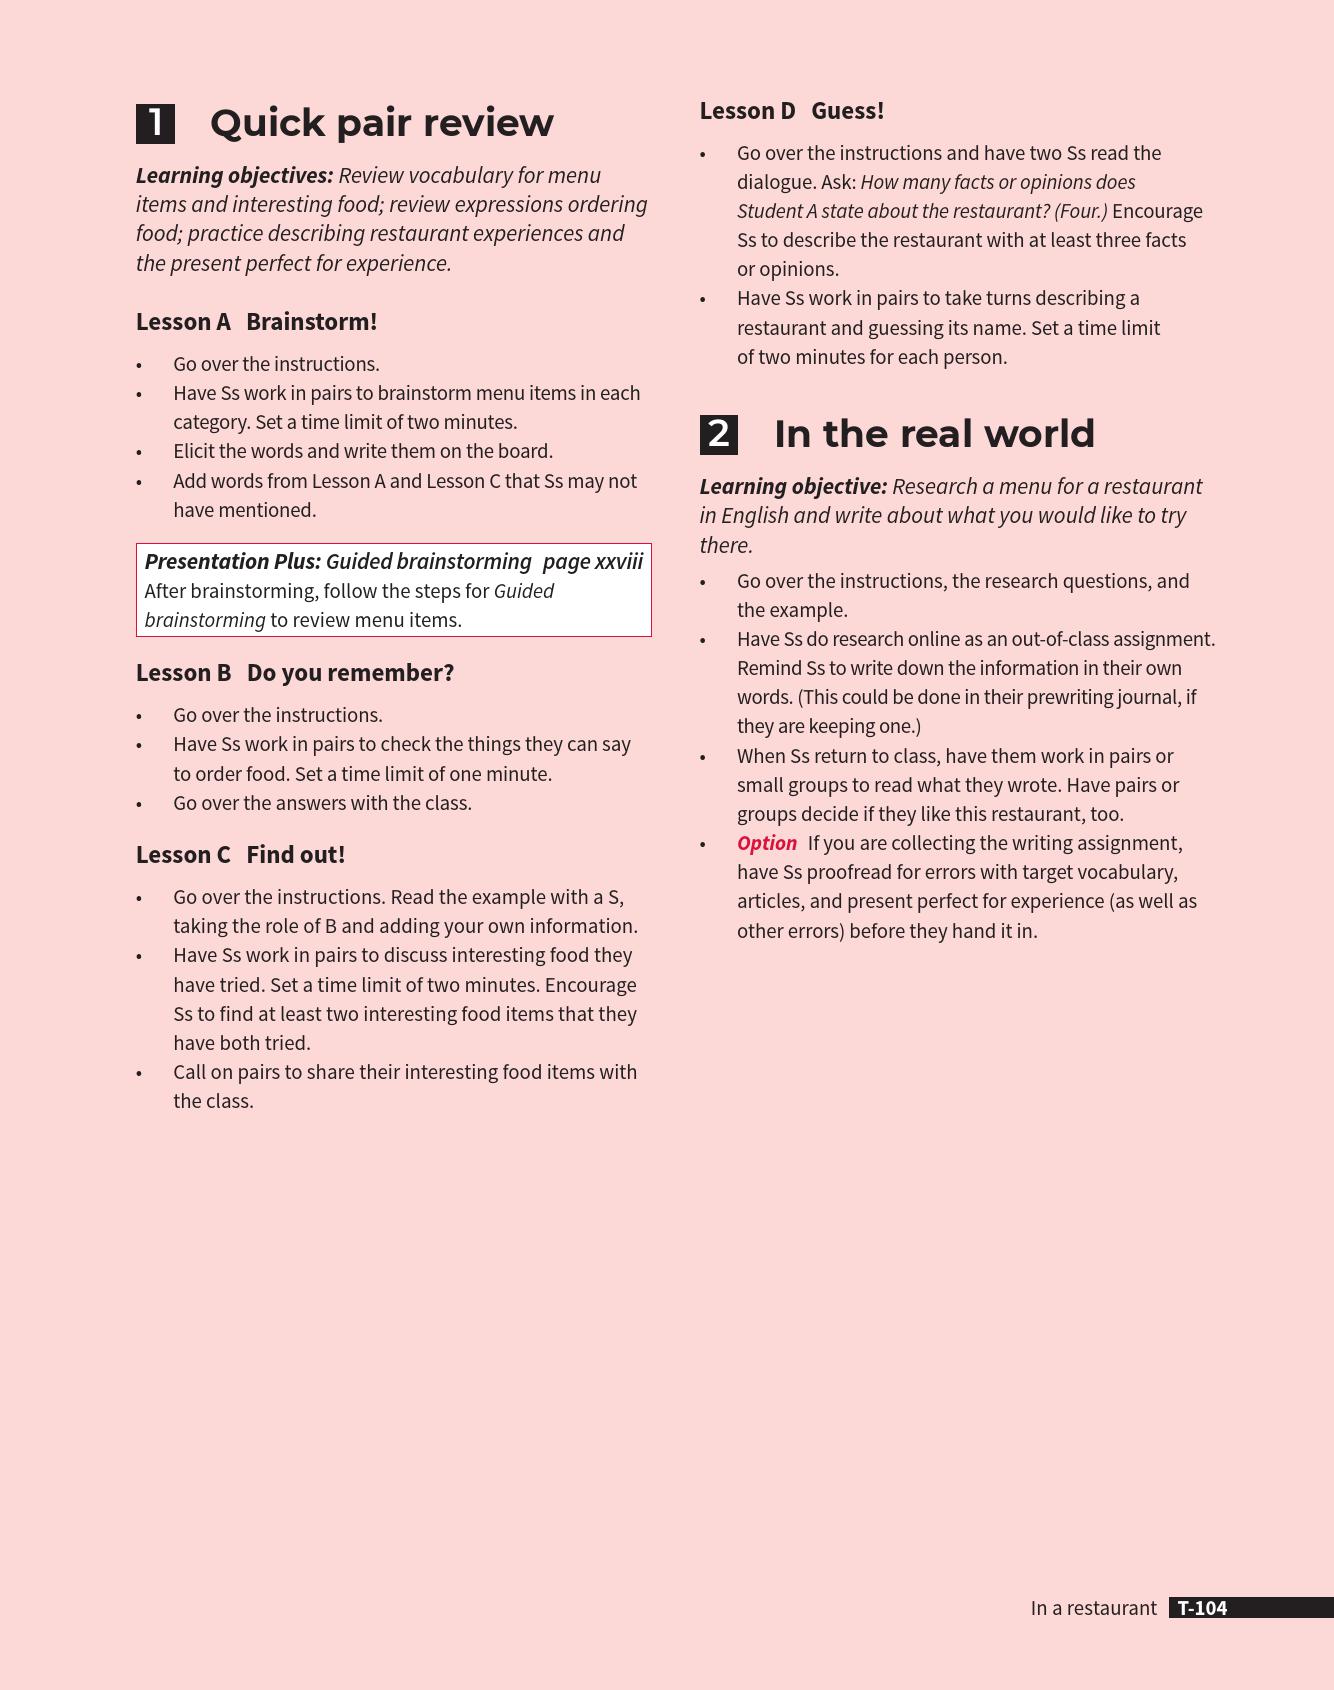 1 Quick pair review
Learning objectives: Review vocabulary for menu
items and interesting food; review expressions ordering
food; practice describing restaurant experiences and
the present perfect for experience.
Lesson A Brainstorm!
• Go over the instructions.
• Have Ss work in pairs to brainstorm menu items in each
category. Set a time limit of two minutes.
• Elicit the words and write them on the board.
• Add words from Lesson A and Lesson C that Ss may not
have mentioned.
Presentation Plus: Guided brainstorming page xxviii
After brainstorming, follow the steps for Guided
brainstorming to review menu items.
Lesson B Do you remember?
• Go over the instructions.
• Have Ss work in pairs to check the things they can say
to order food. Set a time limit of one minute.
• Go over the answers with the class.
Lesson C Find out!
• Go over the instructions. Read the example with a S,
taking the role of B and adding your own information.
• Have Ss work in pairs to discuss interesting food they
have tried. Set a time limit of two minutes. Encourage
Ss to find at least two interesting food items that they
have both tried.
• Call on pairs to share their interesting food items with
the class.
Lesson D Guess!
• Go over the instructions and have two Ss read the
dialogue. Ask: How many facts or opinions does
Student A state about the restaurant? (Four.) Encourage
Ss to describe the restaurant with at least three facts
or opinions.
• Have Ss work in pairs to take turns describing a
restaurant and guessing its name. Set a time limit
of two minutes for each person.
2 In the real world
Learning objective: Research a menu for a restaurant
in English and write about what you would like to try
there.
• Go over the instructions, the research questions, and
the example.
• Have Ss do research online as an out-of-class assignment.
Remind Ss to write down the information in their own
words. (This could be done in their prewriting journal, if
they are keeping one.)
• When Ss return to class, have them work in pairs or
small groups to read what they wrote. Have pairs or
groups decide if they like this restaurant, too.
• Option If you are collecting the writing assignment,
have Ss proofread for errors with target vocabulary,
articles, and present perfect for experience (as well as
other errors) before they hand it in.
In a restaurant T-104